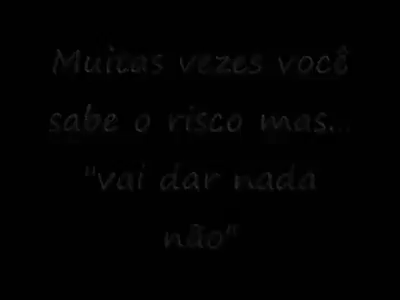 Muitas vezes você
sabe o risco mas...
"vai dar nada
não"